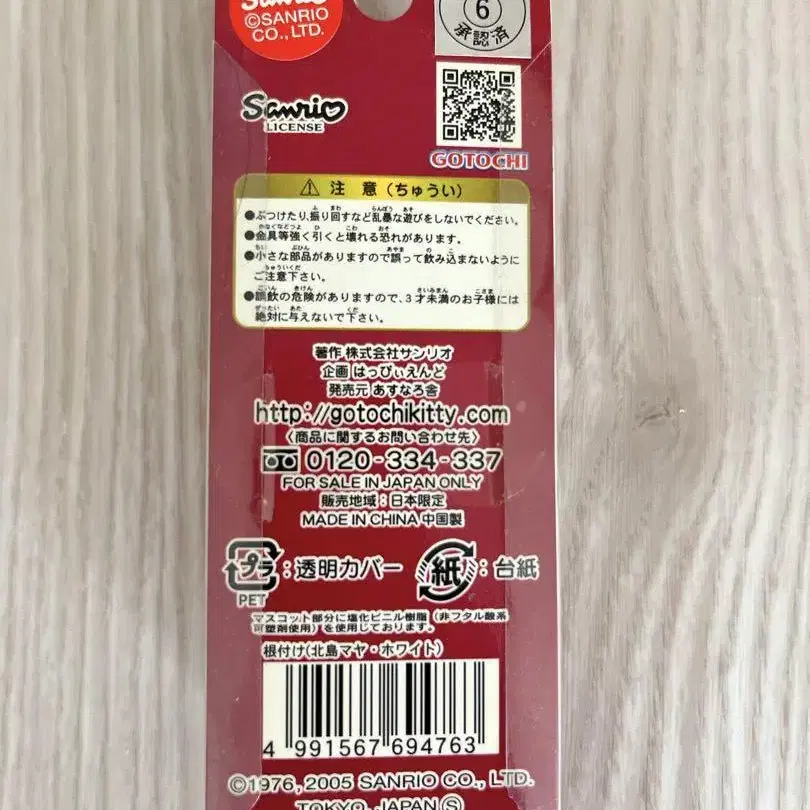 Sanrio
©SANRIO
CO., LTD.
6
承認済
Sanrio
LICENSE
GOTOCHI
⚠ 注 意 (ちゅうい)
●ぶつけたり、振り回すなど乱暴な遊びをしないでください。
●金具等強く引くと壊れる恐れがあります。
●小さな部品がありますので誤って飲み込まないように
ご注意下さい。
●誤飲の危険がありますので、3才未満のお子様には
絶対に与えないで下さい。
著作 株式会社サンリオ
企画 はっぴぃえんど
発売元 あすなろ舎
http://gotochikitty.com
〈商品に関するお問い合わせ先〉
0120-334-337
FOR SALE IN JAPAN ONLY
販売地域:日本限定
MADE IN CHINA 中国製
プラ:透明カバー 紙:台紙
PET
マスコット部分に塩化ビニル樹脂(非フタル酸系
可塑剤使用)を使用しております。
根付け(北島マヤ・ホワイト)
4 991567 694763
©1976, 2005 SANRIO CO., LTD.
TOKYO, JAPAN Ⓢ